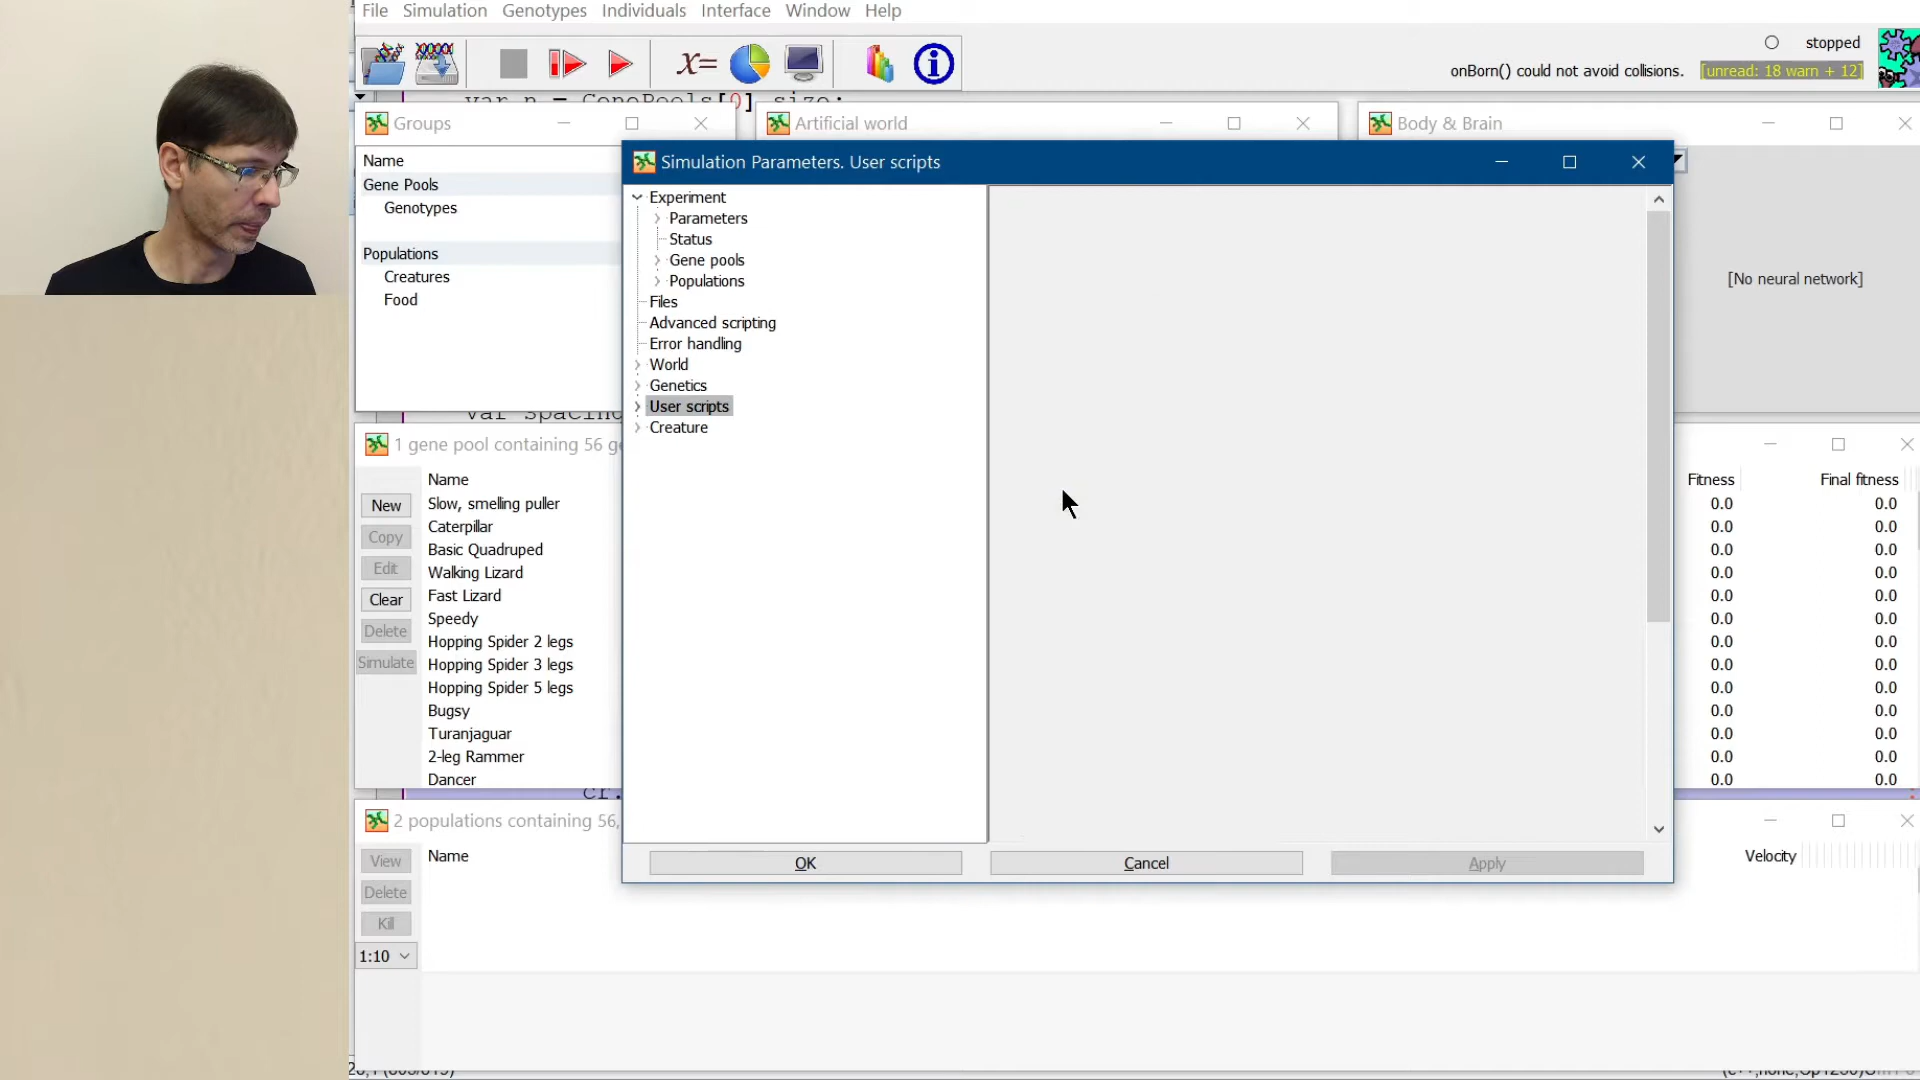 File Simulation Genotypes Individuals Interface Window Help
x=
stopped
onBorn() could not avoid collisions. [unread: 18 warn + 12]
Groups
Artificial world
Body & Brain
Name
Gene Pools
Genotypes
Populations
Creatures
Food
Simulation Parameters. User scripts
Experiment
Parameters
Status
Gene pools
Populations
Files
Advanced scripting
Error handling
World
Genetics
User scripts
Creature
[No neural network]
OK
Cancel
Apply
1 gene pool containing 56
Name
Fitness Final fitness
New
Copy
Edit
Clear
Delete
Simulate
Slow, smelling puller 0.0 0.0
Caterpillar 0.0 0.0
Basic Quadruped 0.0 0.0
Walking Lizard 0.0 0.0
Fast Lizard 0.0 0.0
Speedy 0.0 0.0
Hopping Spider 2 legs 0.0 0.0
Hopping Spider 3 legs 0.0 0.0
Hopping Spider 5 legs 0.0 0.0
Bugsy 0.0 0.0
Turanjaguar 0.0 0.0
2-leg Rammer 0.0 0.0
Dancer 0.0 0.0
cr.
2 populations containing 56,
View
Delete
Kill
1:10
Name
Velocity